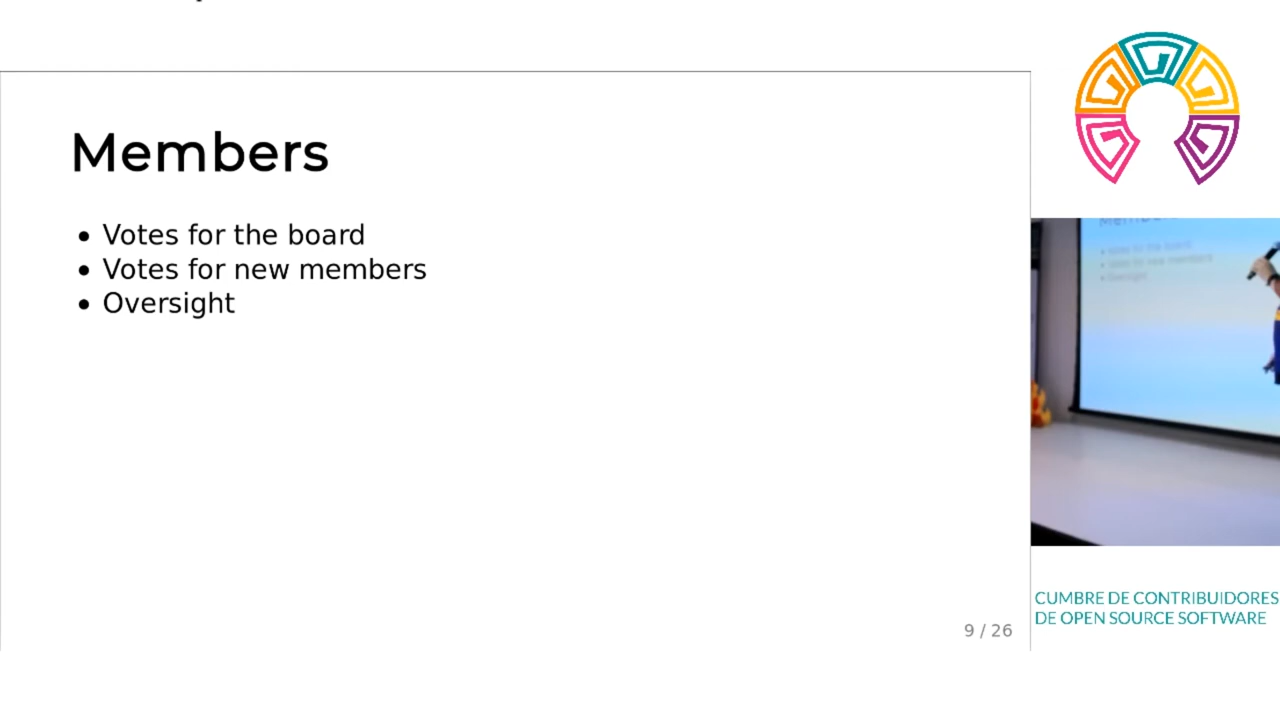 Members
Votes for the board
Votes for new members
Oversight
9 / 26
CUMBRE DE CONTRIBUIDORES
DE OPEN SOURCE SOFTWARE